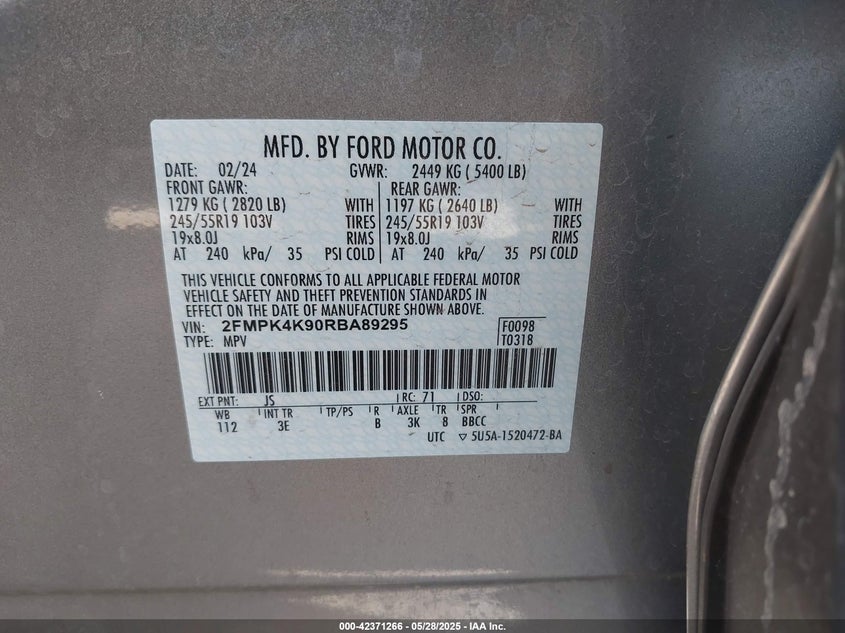 MFD. BY FORD MOTOR CO.
DATE: 02/24 GVWR: 2449 KG ( 5400 LB)
FRONT GAWR: REAR GAWR:
1279 KG ( 2820 LB) WITH 1197 KG ( 2640 LB) WITH
245/55R19 103V TIRES 245/55R19 103V TIRES
19x8.0J RIMS 19x8.0J RIMS
AT 240 kPa/ 35 PSI COLD AT 240 kPa/ 35 PSI COLD
THIS VEHICLE CONFORMS TO ALL APPLICABLE FEDERAL MOTOR
VEHICLE SAFETY AND THEFT PREVENTION STANDARDS IN
EFFECT ON THE DATE OF MANUFACTURE SHOWN ABOVE.
VIN: 2FMPK4K90RBA89295 F0098
TYPE: MPV T0318
EXT PNT: JS RC: 71 DSO:
WB INT TR TP/PS R AXLE TR SPR
112 3E B 3K 8 BBCC
UTC ▽ 5U5A-1520472-BA
000-42371266 - 05/28/2025 - IAA Inc.